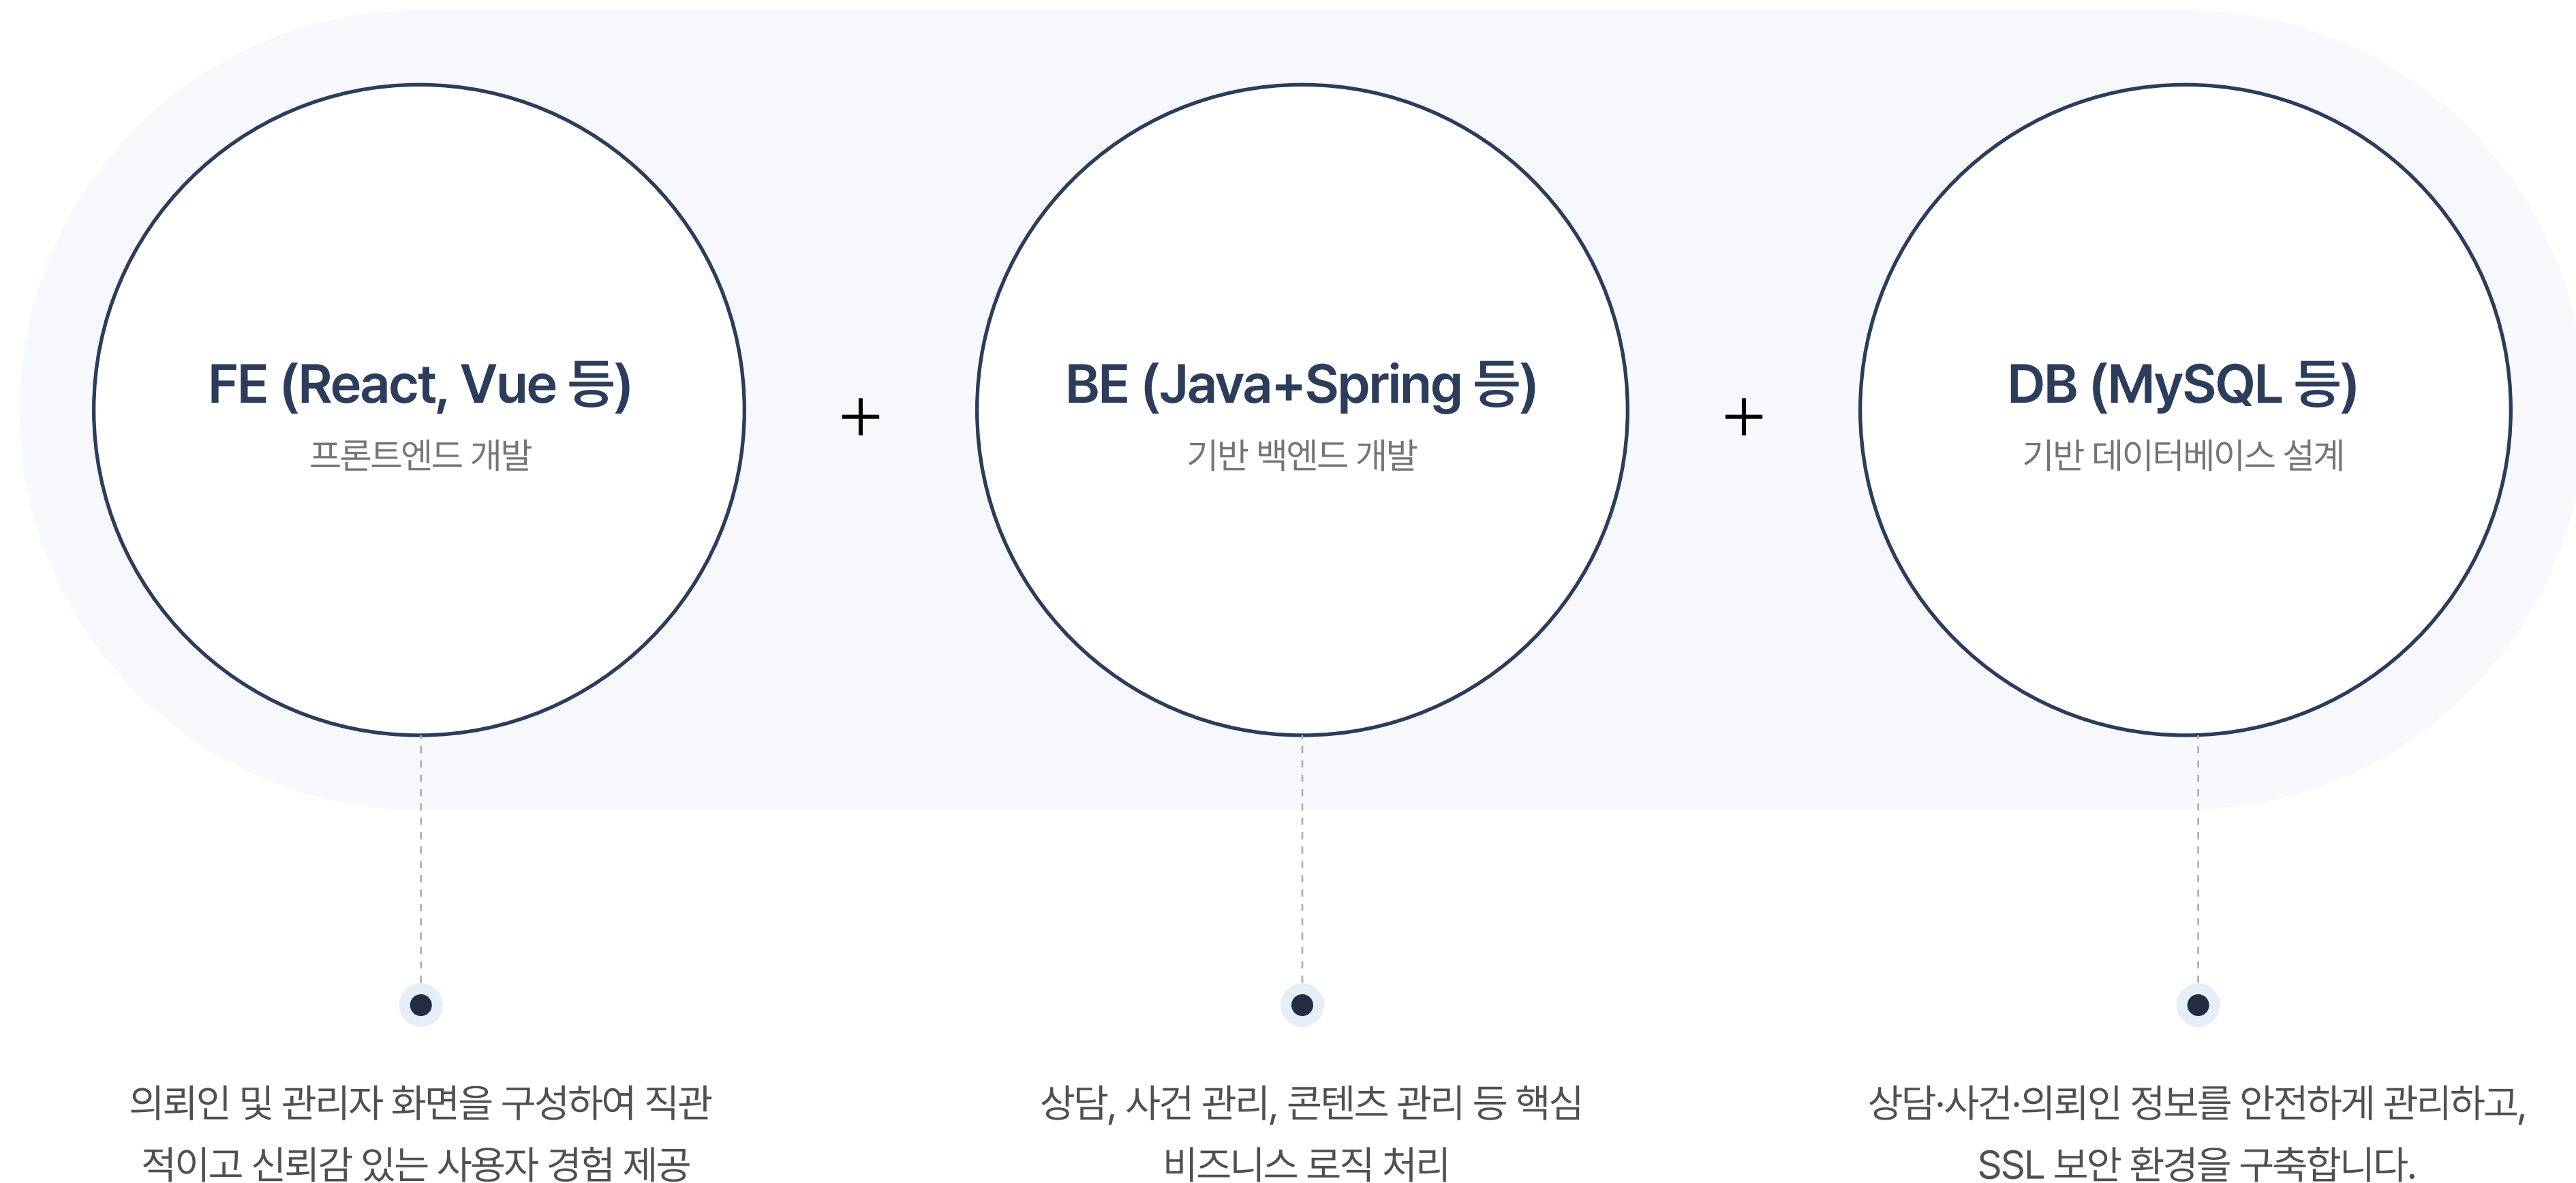 FE (React, Vue 등)
프론트엔드 개발
+
BE (Java+Spring 등)
기반 백엔드 개발
+
DB (MySQL 등)
기반 데이터베이스 설계
의뢰인 및 관리자 화면을 구성하여 직관
적이고 신뢰감 있는 사용자 경험 제공
상담, 사건 관리, 콘텐츠 관리 등 핵심
비즈니스 로직 처리
상담·사건·의뢰인 정보를 안전하게 관리하고,
SSL 보안 환경을 구축합니다.